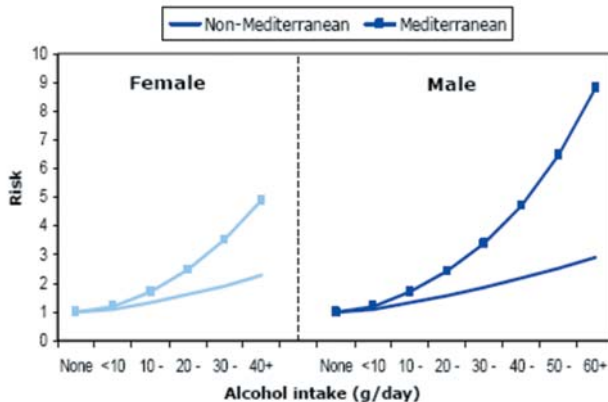 Non-Mediterranean Mediterranean
10
9
8
7
6
5
4
3
2
1
0
Risk
Female Male
None <10 10 - 20 - 30 - 40+ None <10 10 - 20 - 30 - 40 - 50 - 60+
Alcohol intake (g/day)